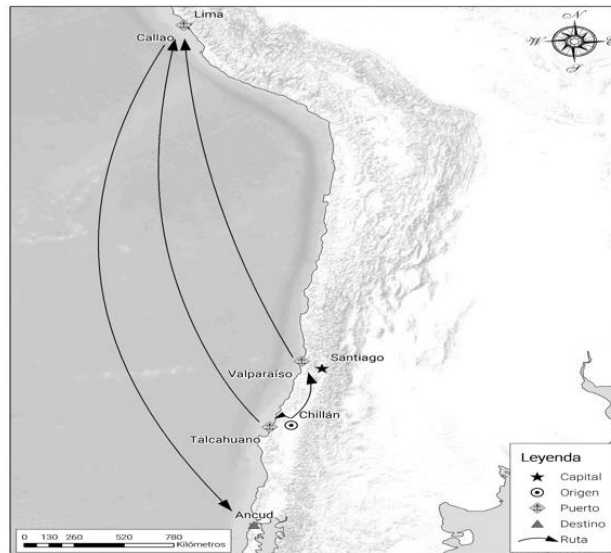 Lima
Callao
N
W
E
S
Santiago
Valparaíso
Chillán
Talcahuano
Ancud
Leyenda
Capital
Origen
Puerto
Destino
Ruta
0 130 260 520 780
Kilómetros